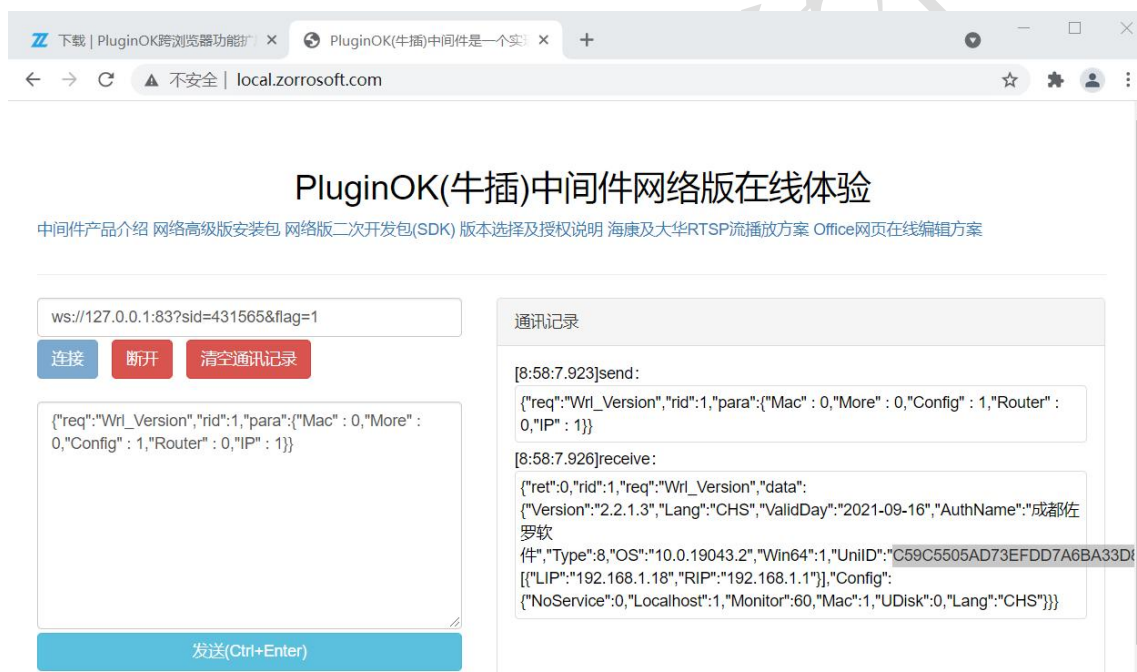 下载 | PluginOK跨浏览器功能扩
PluginOK(牛插)中间件是一个实
不安全 | local.zorrosoft.com
PluginOK(牛插)中间件网络版在线体验
中间件产品介绍 网络高级版安装包 网络版二次开发包(SDK) 版本选择及授权说明 海康及大华RTSP流播放方案 Office网页在线编辑方案
ws://127.0.0.1:83?sid=431565&flag=1
连接 断开 清空通讯记录
{"req":"Wrl_Version","rid":1,"para":{"Mac" : 0,"More" :
0,"Config" : 1,"Router" : 0,"IP" : 1}}
发送(Ctrl+Enter)
通讯记录
[8:58:7.923]send:
{"req":"Wrl_Version","rid":1,"para":{"Mac" : 0,"More" : 0,"Config" : 1,"Router" :
0,"IP" : 1}}
[8:58:7.926]receive:
{"ret":0,"rid":1,"req":"Wrl_Version","data":
{"Version":"2.2.1.3","Lang":"CHS","ValidDay":"2021-09-16","AuthName":"成都佐
罗软
件","Type":8,"OS":"10.0.19043.2","Win64":1,"UniID":"C59C5505AD73EFDD7A6BA33D8
[{"LIP":"192.168.1.18","RIP":"192.168.1.1"}],"Config":
{"NoService":0,"Localhost":1,"Monitor":60,"Mac":1,"UDisk":0,"Lang":"CHS"}}}